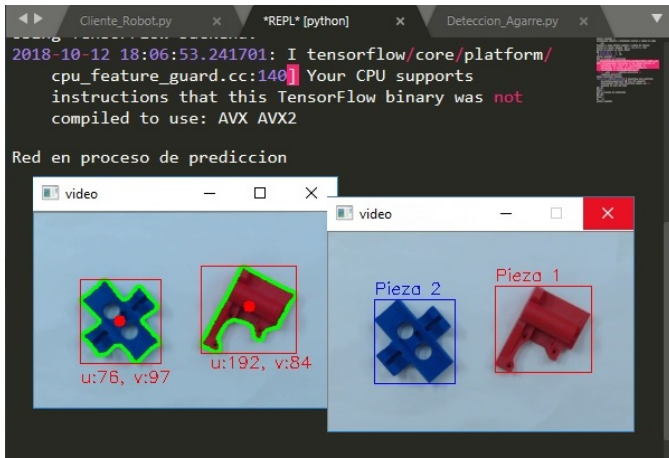 Cliente_Robot.py
*REPL* [python]
Deteccion_Agarre.py
2018-10-12 18:06:53.241701: I tensorflow/core/platform/
cpu_feature_guard.cc:140] Your CPU supports
instructions that this TensorFlow binary was not
compiled to use: AVX AVX2
Red en proceso de prediccion
video
u:76, v:97
u:192, v:84
video
Pieza 2
Pieza 1